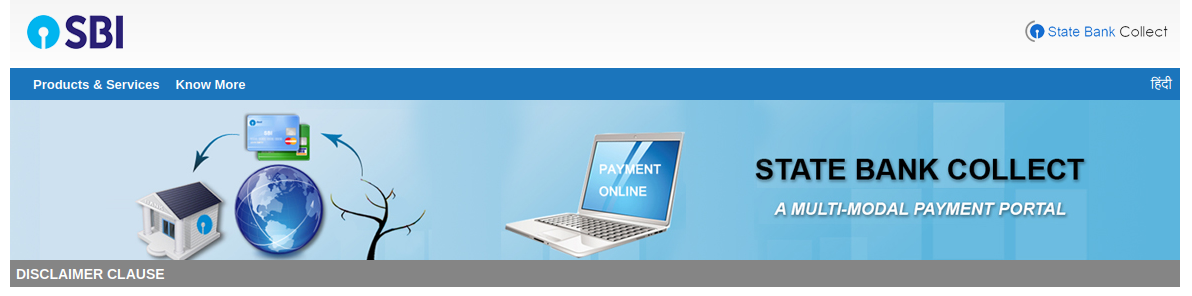 SBI
State Bank Collect
Products & Services Know More
हिंदी
SBI
PAYMENT
ONLINE
STATE BANK COLLECT
A MULTI-MODAL PAYMENT PORTAL
DISCLAIMER CLAUSE